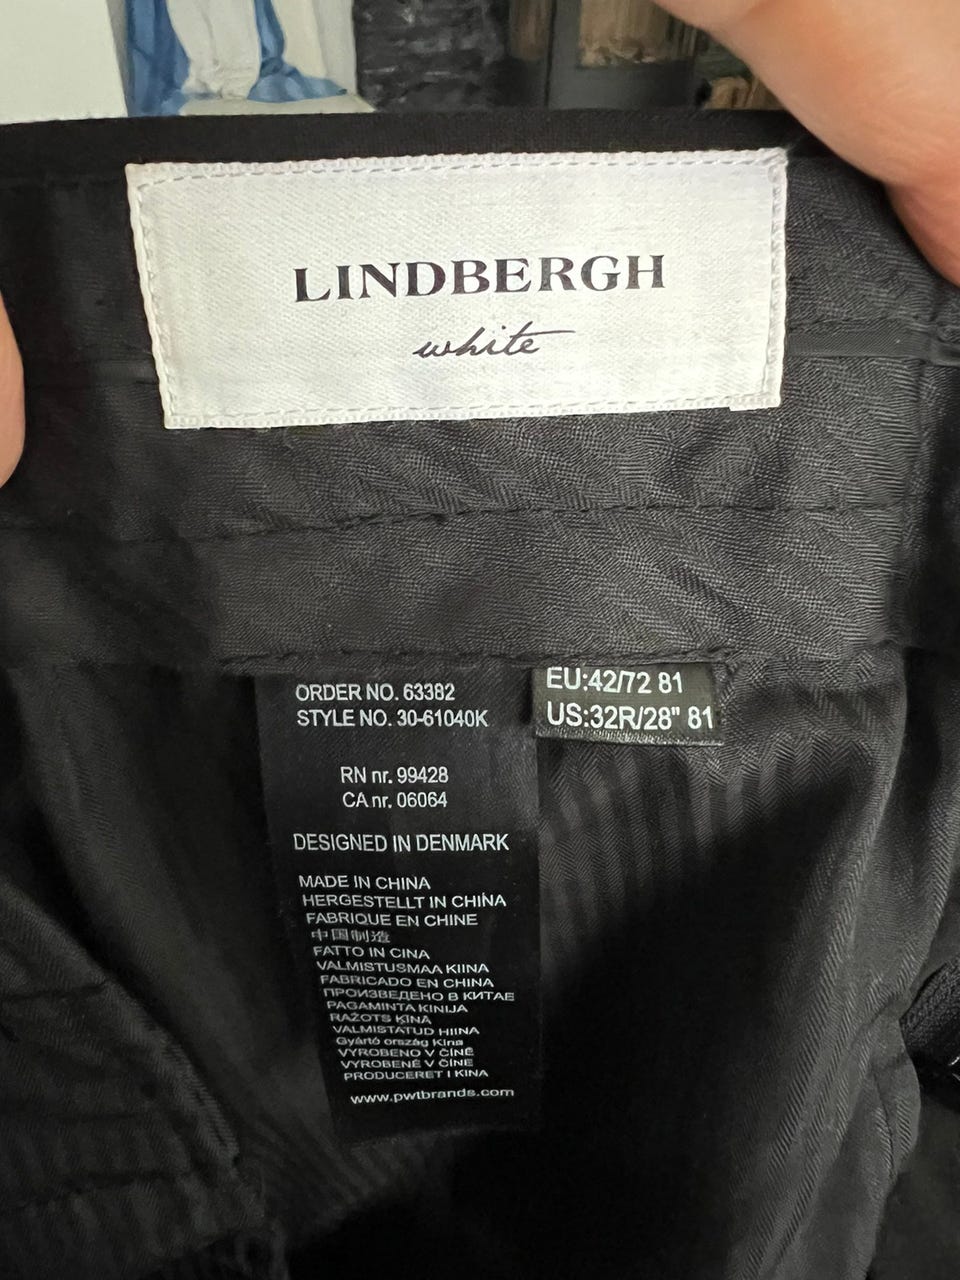 LINDBERGH
white
EU:42/72 81
US:32R/28" 81
ORDER NO. 63382
STYLE NO. 30-61040K
RN nr. 99428
CA nr. 06064
DESIGNED IN DENMARK
MADE IN CHINA
HERGESTELLT IN CHINA
FABRIQUE EN CHINE
中国制造
FATTO IN CINA
VALMISTUSMAA KIINA
FABRICADO EN CHINA
ПРОИЗВЕДЕНО В КИТАЕ
PAGAMINTA KINIJA
RAŽOTS ĶĪNĀ
VALMISTATUD HIINA
Gyártó ország Kina
VYROBENO V ČÍNĚ
VYROBENÉ V ČÍNE
PRODUCERET I KINA
www.pwtbrands.com